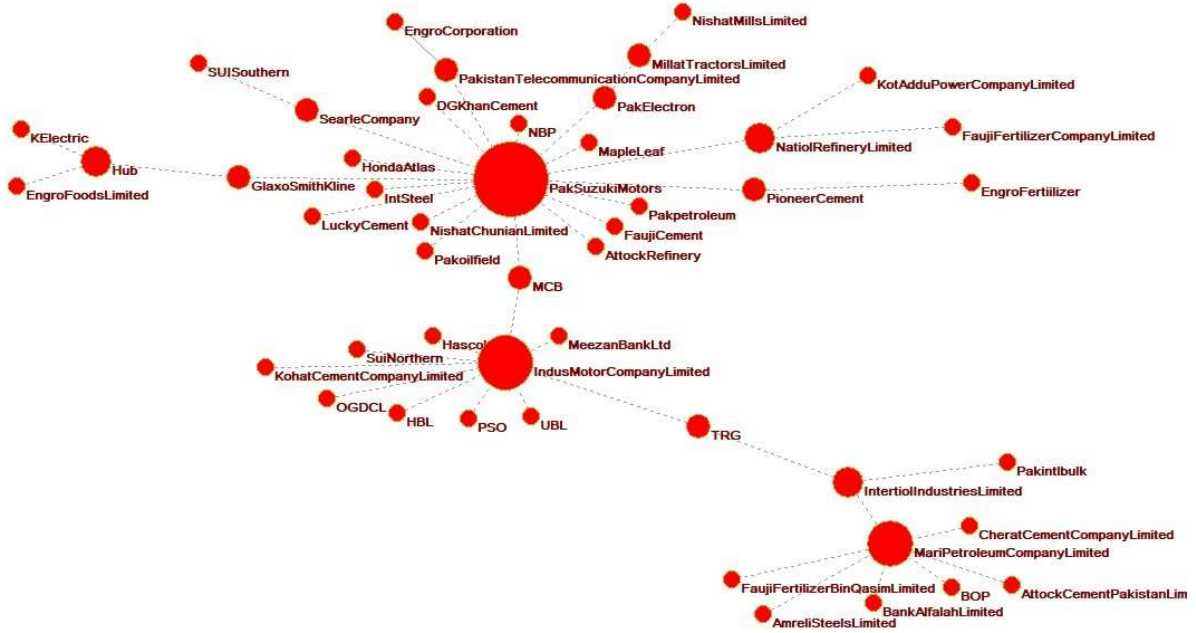 NishatMillsLimited
EngroCorporation
MillatTractorsLimited
SUISouthern
PakistanTelecommunicationCompanyLimited
KotAdduPowerCompanyLimited
DGKhanCement
PakElectron
SearleCompany
NBP
KElectric
MapleLeaf
NatiolRefineryLimited
FaujiFertilizerCompanyLimited
Hub
HondaAtlas
EngroFoodsLimited
GlaxoSmithKline
PakSuzukiMotors
IntSteel
PioneerCement
EngroFertiilizer
LuckyCement
NishatChunianLimited
Pakpetroleum
FaujiCement
Pakoilfield
AttockRefinery
MCB
Hascol
MeezanBankLtd
SuiNorthern
KohatCementCompanyLimited
IndusMotorCompanyLimited
OGDCL
HBL
PSO
UBL
TRG
Pakintlbulk
IntertiolIndustriesLimited
CheratCementCompanyLimited
MariPetroleumCompanyLimited
FaujiFertilizerBinQasimLimited
BOP
AttockCementPakistanLim
BankAlfalahLimited
AmreliSteelsLimited